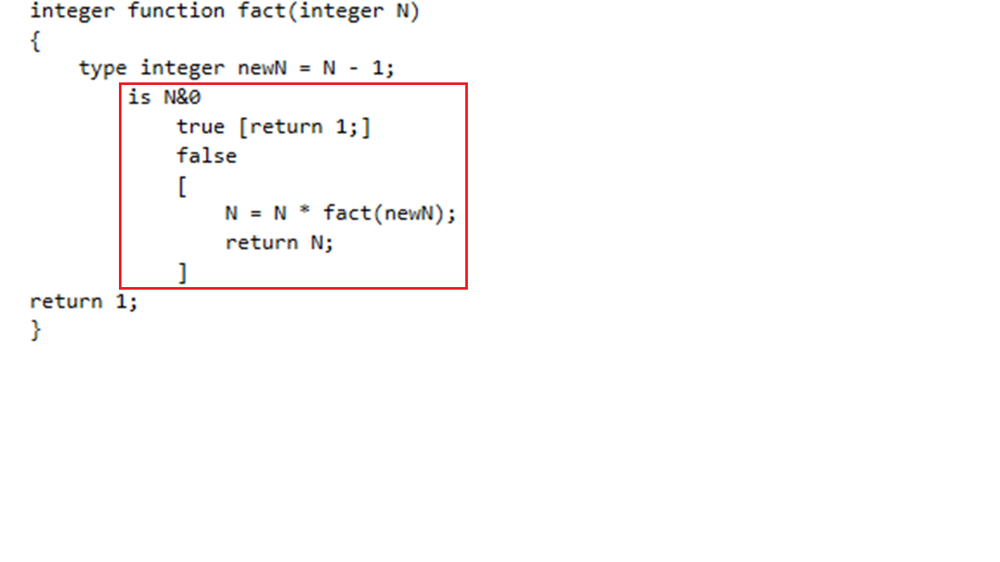 integer function fact(integer N)
{
    type integer newN = N - 1;
        is N&0
            true [return 1;]
            false
            [
                N = N * fact(newN);
                return N;
            ]
return 1;
}